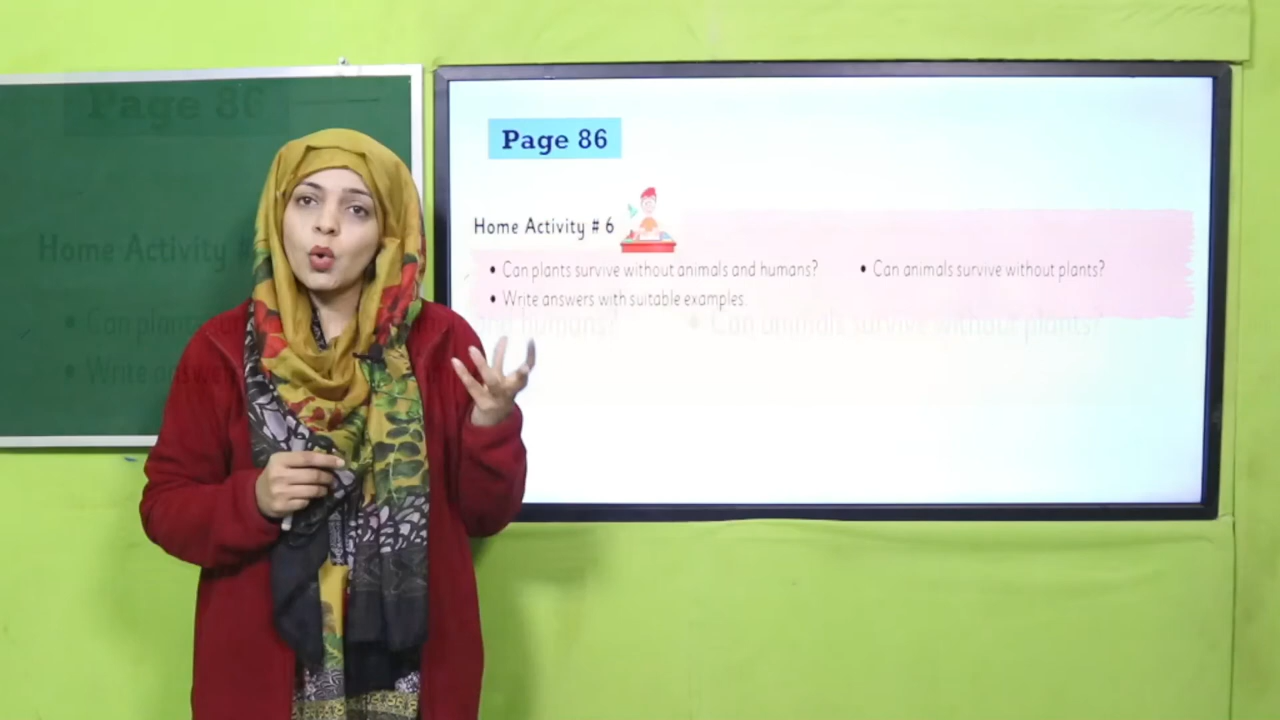 Page 86
Home Activity # 6
• Can plants survive without animals and humans? • Can animals survive without plants?
• Write answers with suitable examples.
Page 86
Home Activity #
• Can plants humans? • Can animals survive without plants?
• Write answe